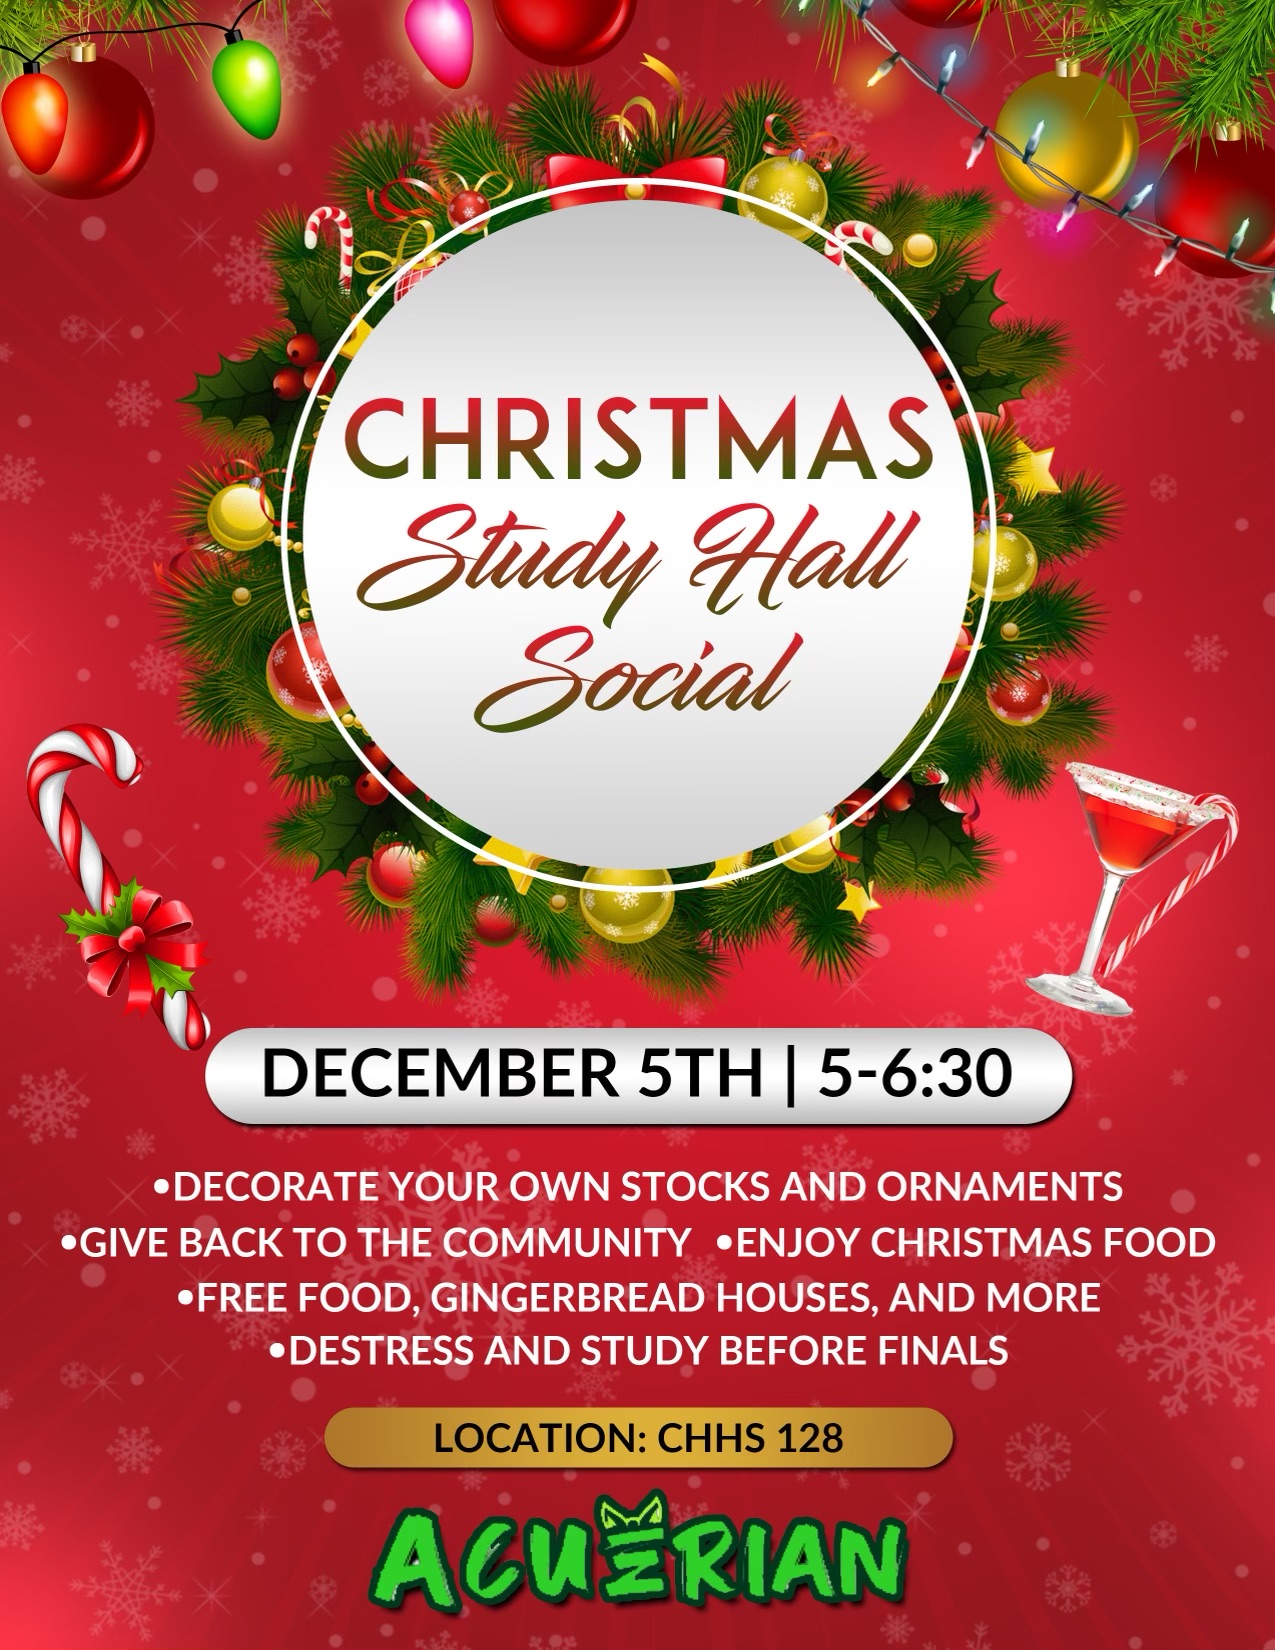 CHRISTMAS
Study Hall
Social
DECEMBER 5TH | 5-6:30
•DECORATE YOUR OWN STOCKS AND ORNAMENTS
•GIVE BACK TO THE COMMUNITY •ENJOY CHRISTMAS FOOD
•FREE FOOD, GINGERBREAD HOUSES, AND MORE
•DESTRESS AND STUDY BEFORE FINALS
LOCATION: CHHS 128
ACUERIAN